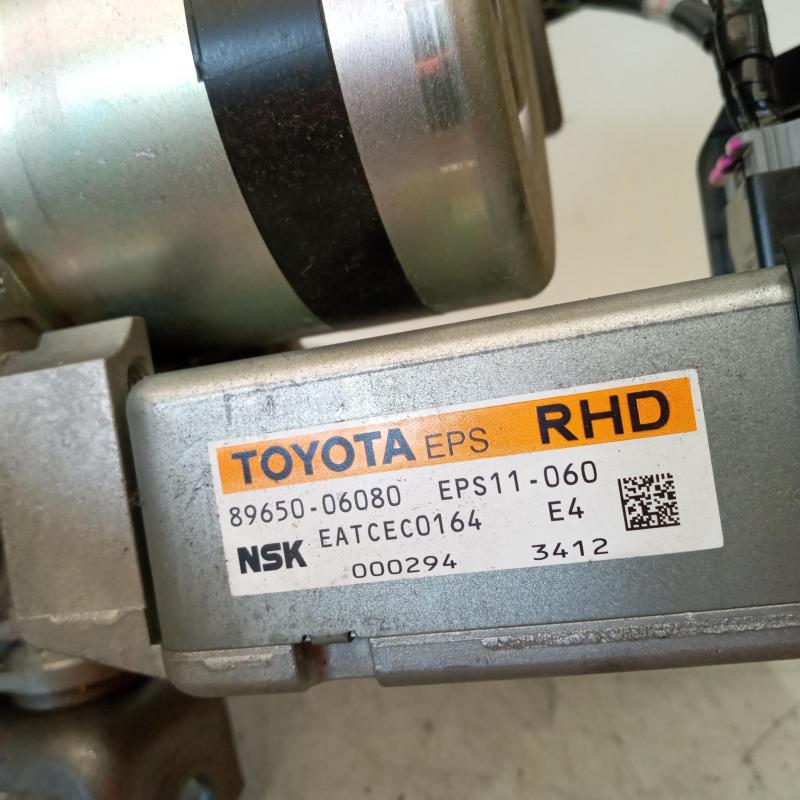 TOYOTA EPS RHD
89650-06080 EPS11-060
NSK EATCEC0164 E4
000294 3412